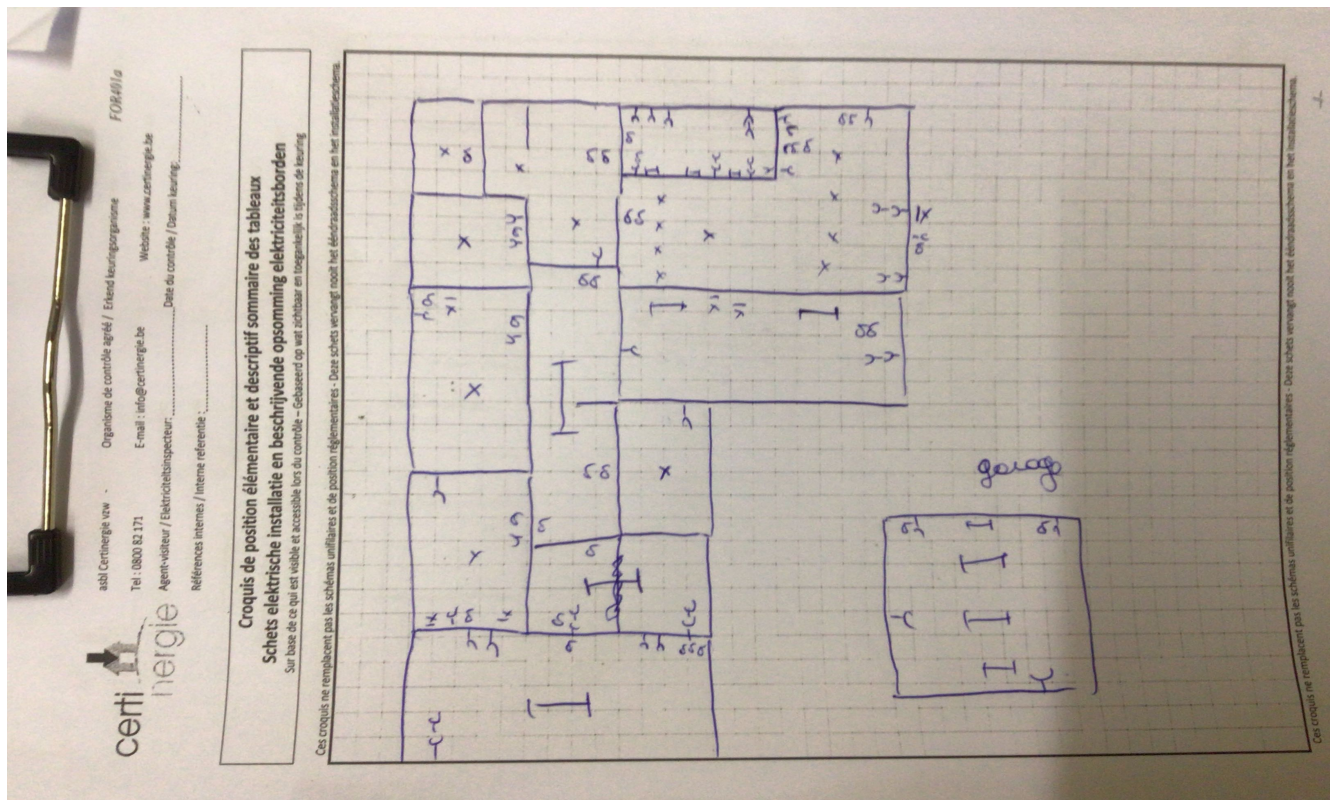 certinergie
asbl Certinergie vzw - Organisme de contrôle agréé / Erkend keuringsorganisme FOR401a
Tel : 0800 82 171 E-mail : info@certinergie.be Website : www.certinergie.be
Agent-visiteur / Elektriciteitsinspecteur: Date du contrôle / Datum keuring:
Références internes / Interne referentie :
Croquis de position élémentaire et descriptif sommaire des tableaux
Schets elektrische installatie en beschrijvende opsomming elektriciteitsborden
Sur base de ce qui est visible et accessible lors du contrôle – Gebaseerd op wat zichtbaar en toegankelijk is tijdens de keuring
Ces croquis ne remplacent pas les schémas unifilaires et de position réglementaires - Deze schets vervangt nooit het ééndraadsschema en het installatieschema.
garage
Ces croquis ne remplacent pas les schémas unifilaires et de position réglementaires - Deze schets vervangt nooit het ééndraadsschema en het installatieschema.